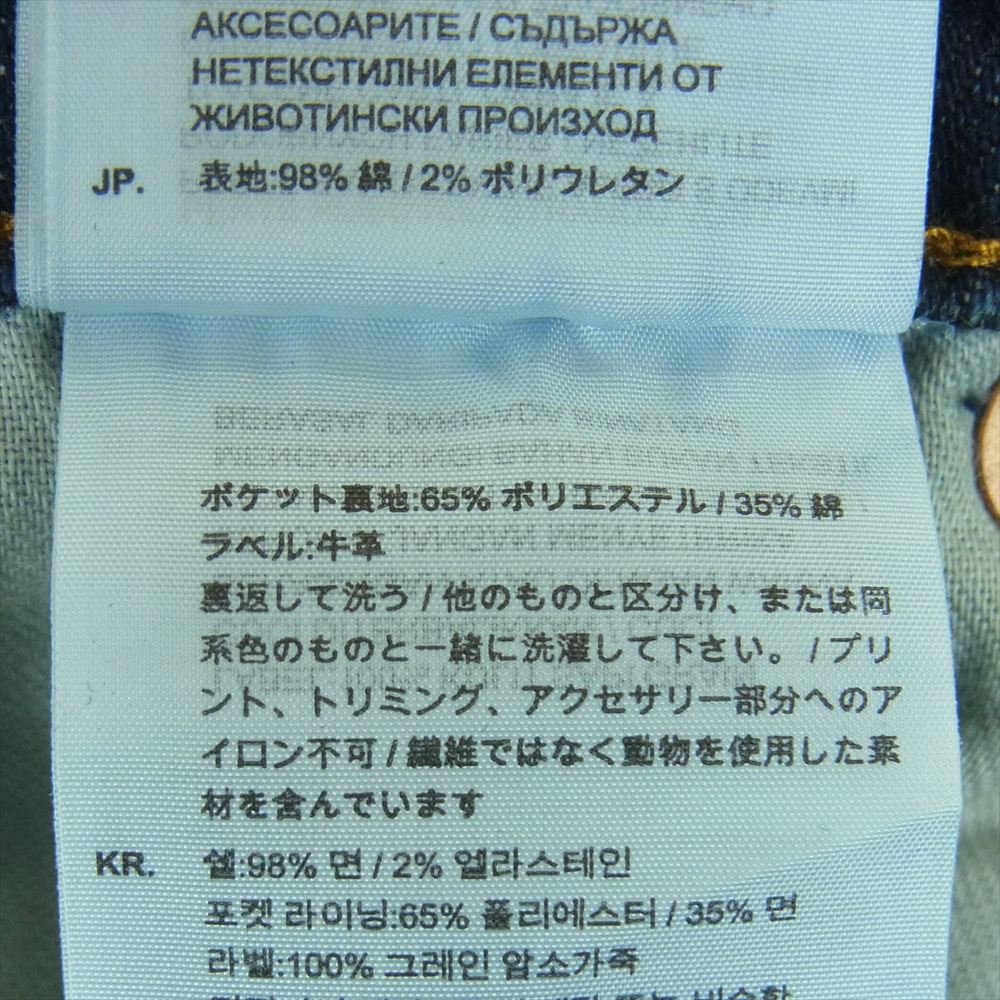 АКСЕСОАРИТЕ / СЪДЪРЖА
НЕТЕКСТИЛНИ ЕЛЕМЕНТИ ОТ
ЖИВОТИНСКИ ПРОИЗХОД
JP. 表地:98% 綿 / 2% ポリウレタン
ポケット裏地:65% ポリエステル / 35% 綿
ラベル:牛革
裏返して洗う / 他のものと区分け、または同
系色のものと一緒に洗濯して下さい。 / プリ
ント、トリミング、アクセサリー部分へのア
イロン不可 / 繊維ではなく動物を使用した素
材を含んでいます
KR. 쉘:98% 면 / 2% 엘라스테인
포켓 라이닝:65% 폴리에스터 / 35% 면
라벨:100% 그레인 암소가죽